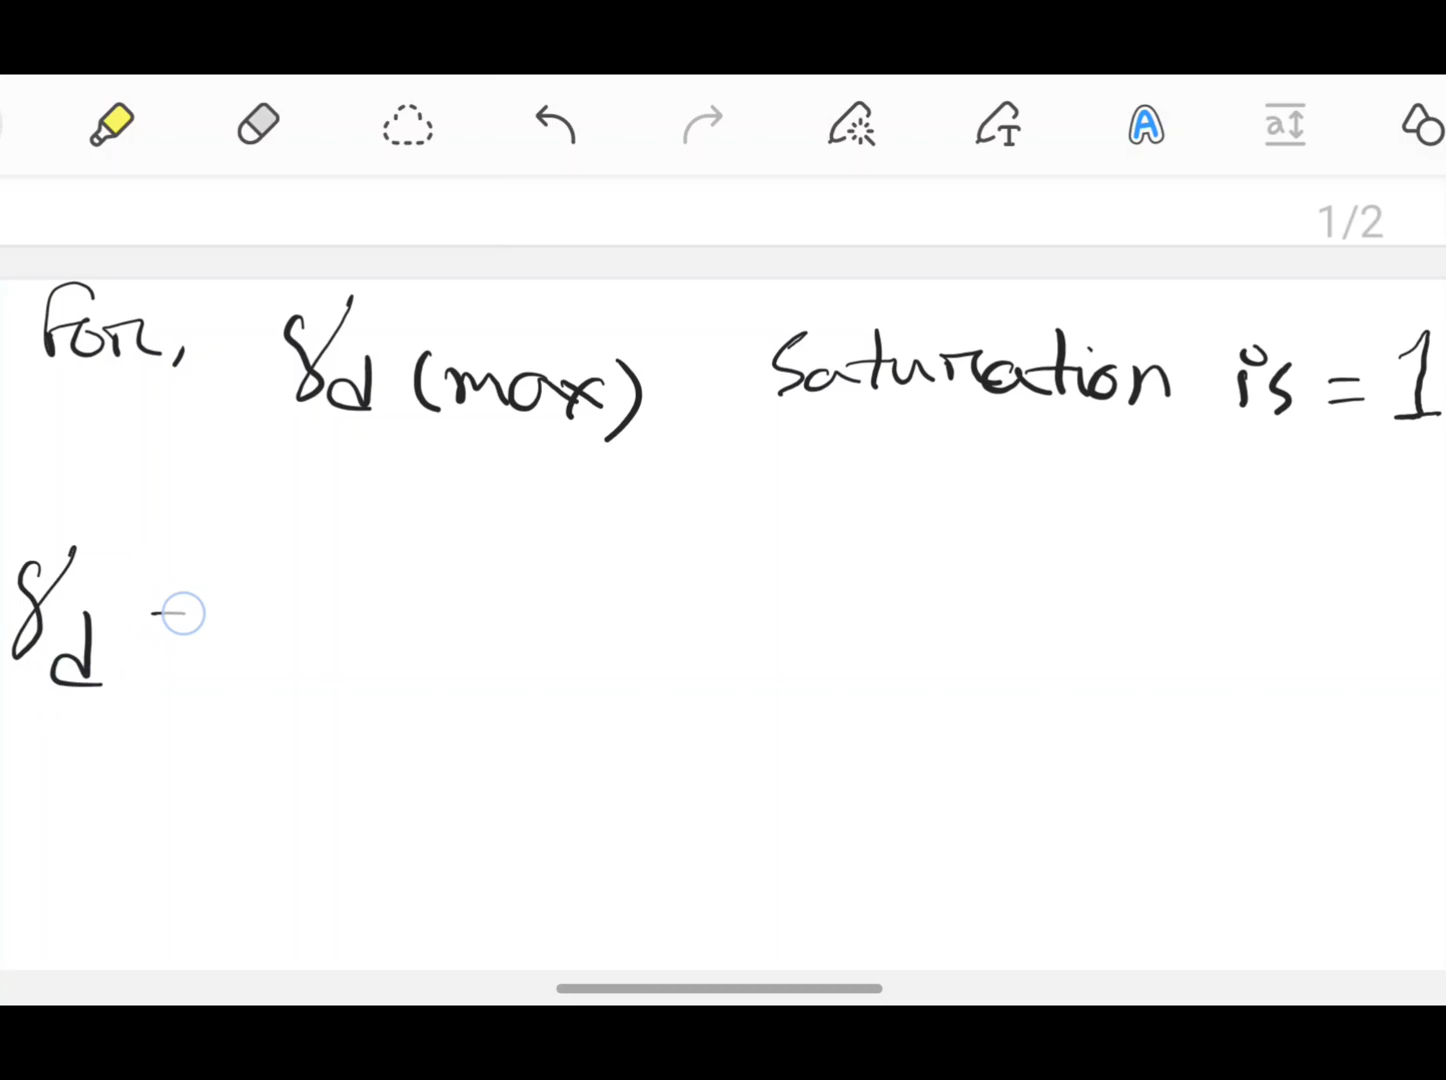 1/2
For, γd (max) Saturation is = 1
γd -